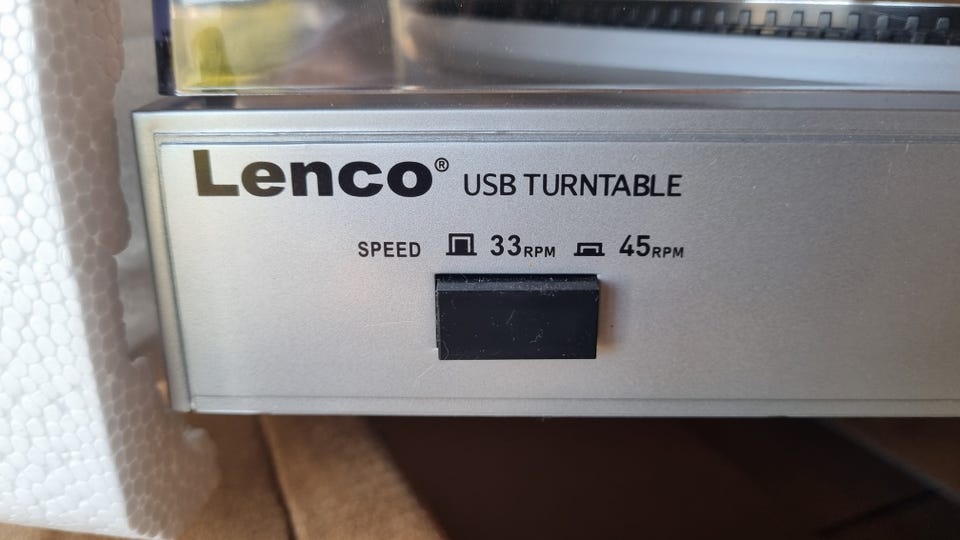 Lenco® USB TURNTABLE
SPEED 33RPM 45RPM